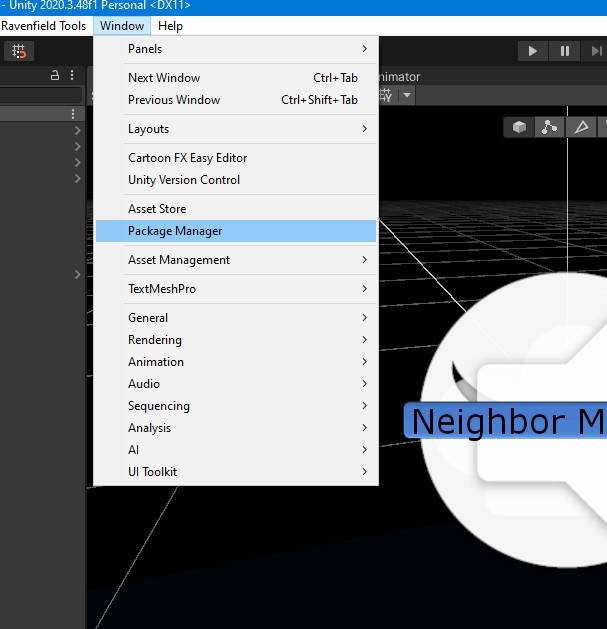 - Unity 2020.3.48f1 Personal <DX11>
Ravenfield Tools Window Help
Panels
Next Window Ctrl+Tab
Previous Window Ctrl+Shift+Tab
nimator
Layouts
Cartoon FX Easy Editor
Unity Version Control
Asset Store
Package Manager
Asset Management
TextMeshPro
General
Rendering
Animation
Audio
Sequencing
Neighbor M
Analysis
AI
UI Toolkit